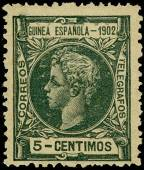 GUINEA ESPAÑOLA-1902
CORREOS
TELEGRAFOS
5-CENTIMOS